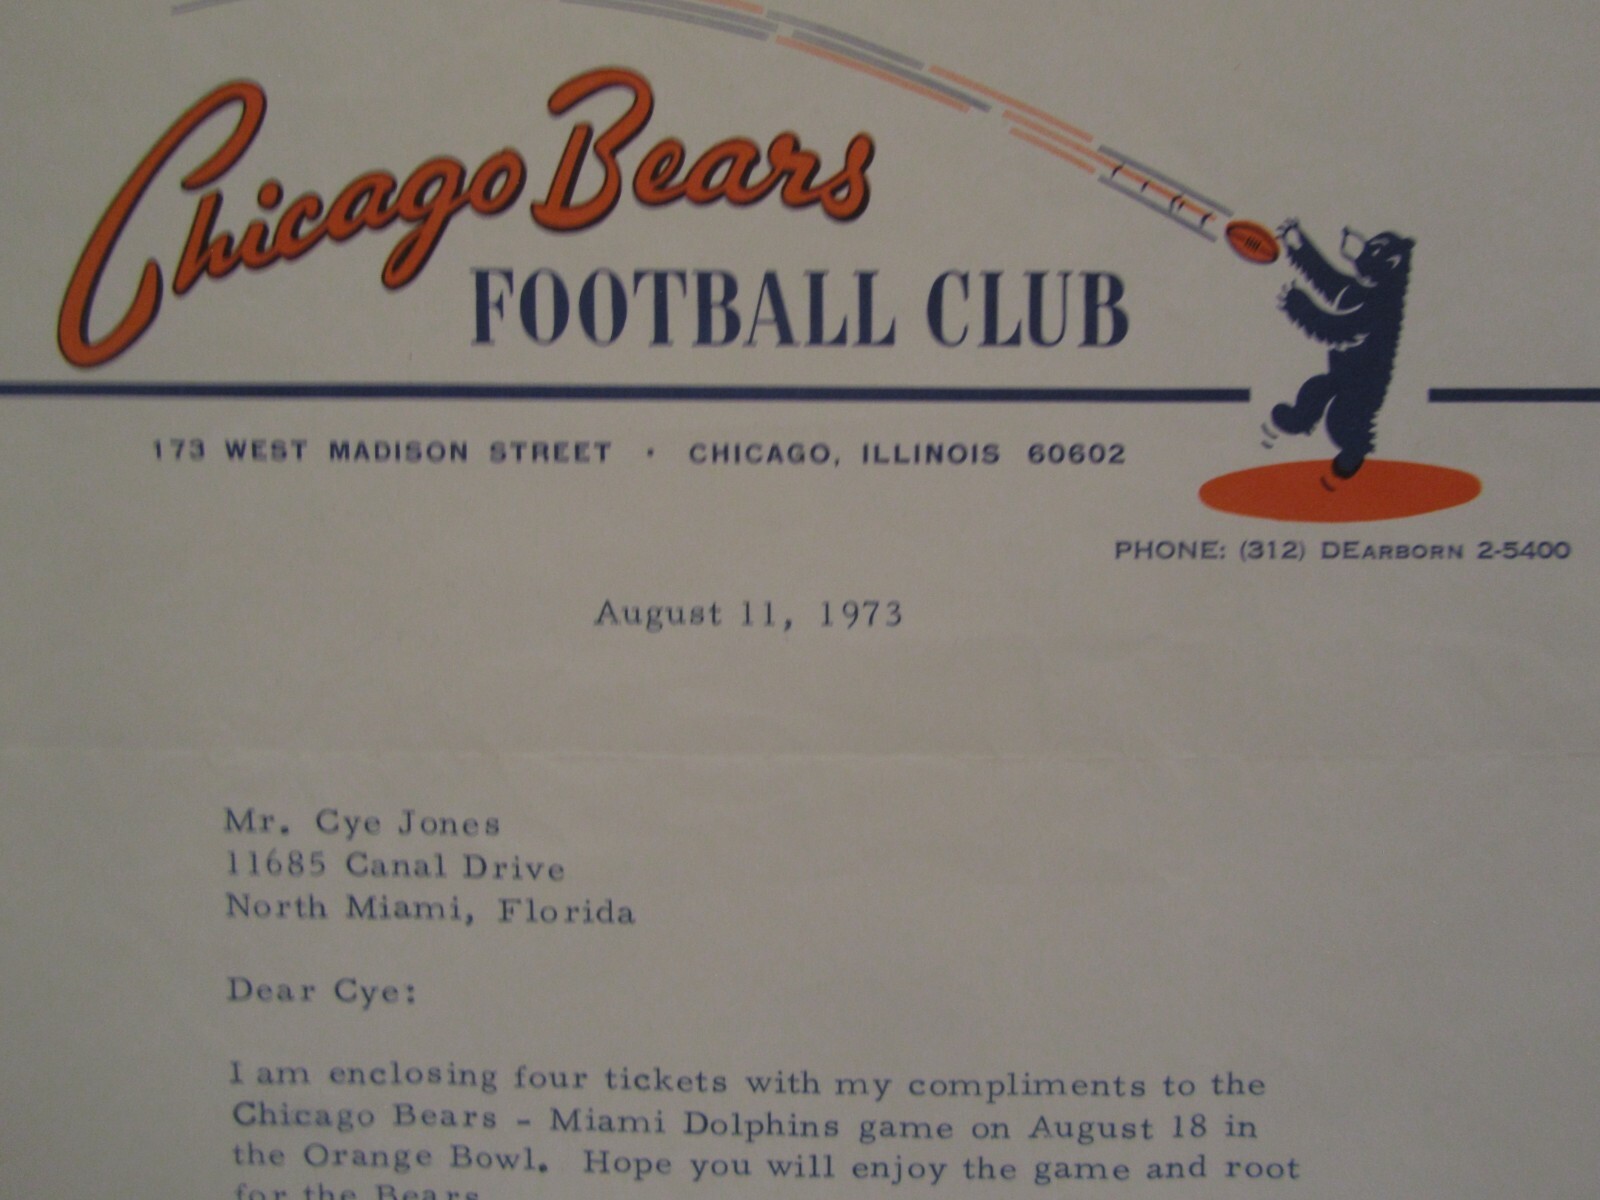 Chicago Bears
FOOTBALL CLUB
173 WEST MADISON STREET · CHICAGO, ILLINOIS 60602
PHONE: (312) DEARBORN 2-5400
August 11, 1973
Mr. Cye Jones
11685 Canal Drive
North Miami, Florida
Dear Cye:
I am enclosing four tickets with my compliments to the
Chicago Bears - Miami Dolphins game on August 18 in
the Orange Bowl. Hope you will enjoy the game and root
for the Bears.